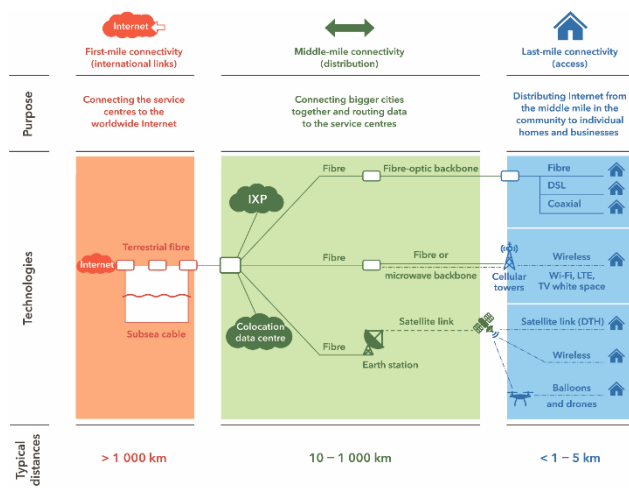 Internet
First-mile connectivity
(international links)
Middle-mile connectivity
(distribution)
Last-mile connectivity
(access)
Purpose
Connecting the service
centres to the
worldwide Internet
Connecting bigger cities
together and routing data
to the service centres
Distributing Internet from
the middle mile in the
community to individual
homes and businesses
Technologies
Internet
Terrestrial fibre
Subsea cable
IXP
Colocation
data centre
Fibre
Fibre-optic backbone
Fibre
Fibre or
microwave backbone
Fibre
Earth station
Satellite link
Fibre
DSL
Coaxial
Cellular
towers
Wireless
Wi-Fi, LTE,
TV white space
Satellite link (DTH)
Wireless
Balloons
and drones
Typical
distances
> 1 000 km
10 – 1 000 km
< 1 – 5 km